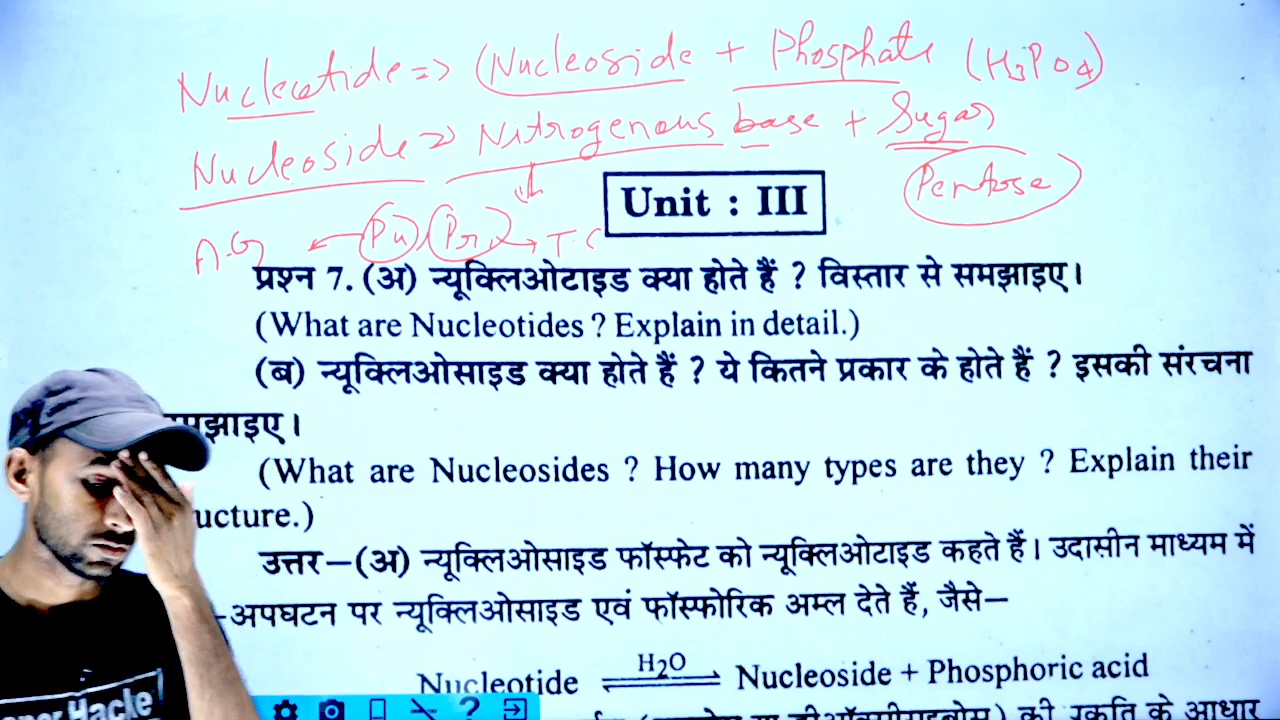 Nucleotide => (Nucleoside + Phosphate (H3PO4)
Nucleoside => Nitrogenous base + Sugar
(Pentose)
Unit : III
A-G ← (Pu) (Py) → T-C
प्रश्न 7. (अ) न्यूक्लिओटाइड क्या होते हैं ? विस्तार से समझाइए।
(What are Nucleotides ? Explain in detail.)
(ब) न्यूक्लिओसाइड क्या होते हैं ? ये कितने प्रकार के होते हैं ? इसकी संरचना
मझाइए।
(What are Nucleosides ? How many types are they ? Explain their
ucture.)
उत्तर–(अ) न्यूक्लिओसाइड फॉस्फेट को न्यूक्लिओटाइड कहते हैं। उदासीन माध्यम में
-अपघटन पर न्यूक्लिओसाइड एवं फॉस्फोरिक अम्ल देते हैं, जैसे–
Nucleotide ⇌ H2O Nucleoside + Phosphoric acid
की प्रकृति के आधार